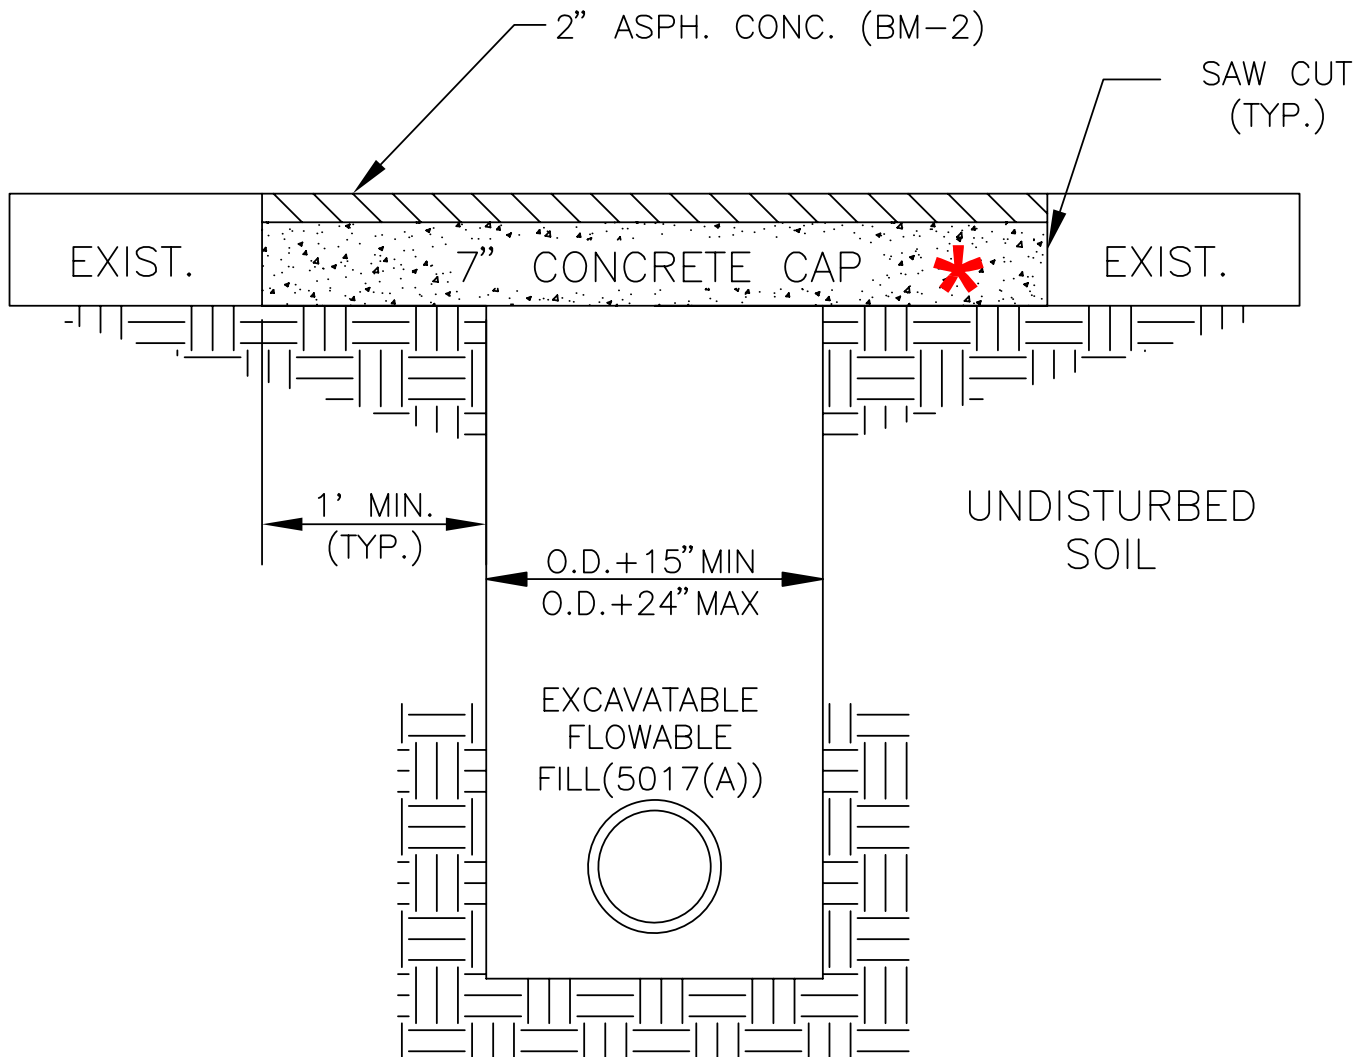 2" ASPH. CONC. (BM-2)
SAW CUT
(TYP.)
EXIST.
7" CONCRETE CAP *
EXIST.
1' MIN.
(TYP.)
UNDISTURBED
SOIL
O.D.+15" MIN
O.D.+24" MAX
EXCAVATABLE
FLOWABLE
FILL(5017(A))